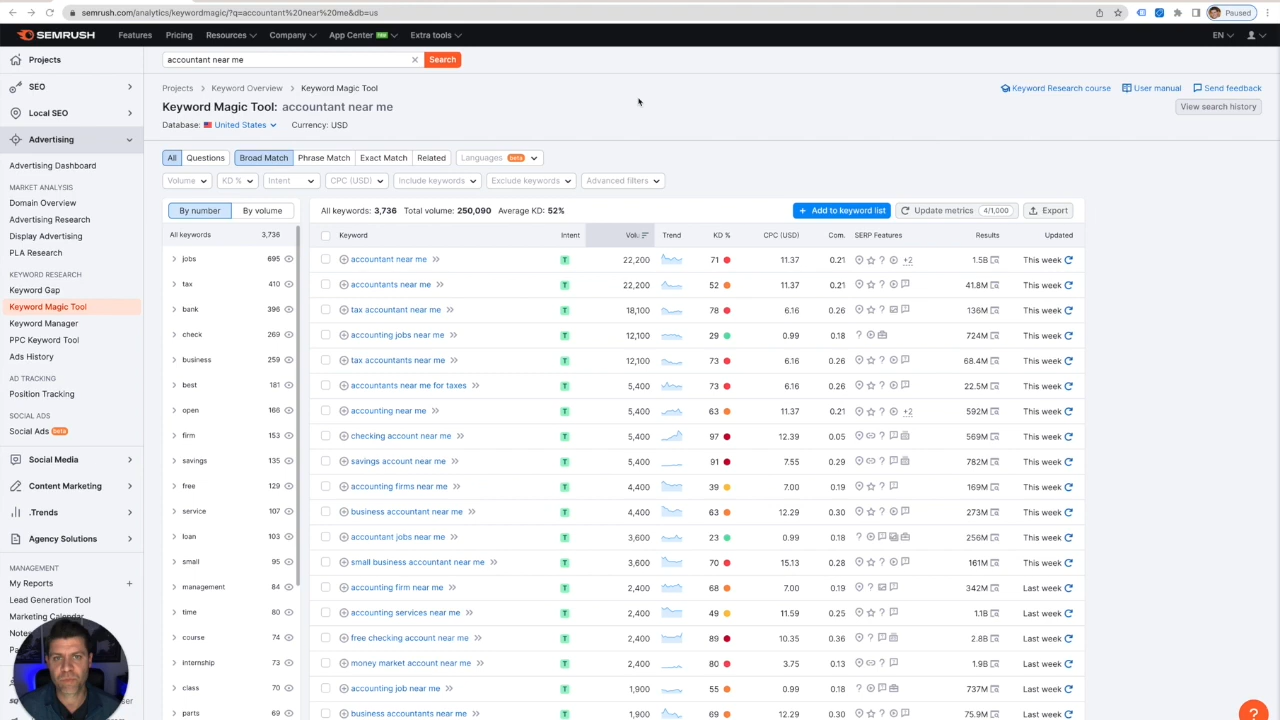 semrush.com/analytics/keywordmagic/?q=accountant%20near%20me&db=us
Paused
SEMRUSH Features Pricing Resources Company App Center new Extra tools EN
Projects
SEO
Local SEO
Advertising
Advertising Dashboard
MARKET ANALYSIS
Domain Overview
Advertising Research
Display Advertising
PLA Research
KEYWORD RESEARCH
Keyword Gap
Keyword Magic Tool
Keyword Manager
PPC Keyword Tool
Ads History
AD TRACKING
Position Tracking
SOCIAL ADS
Social Ads beta
Social Media
Content Marketing
.Trends
Agency Solutions
MANAGEMENT
My Reports +
Lead Generation Tool
Marketing Calendar
accountant near me Search
Projects Keyword Overview Keyword Magic Tool
Keyword Research course User manual Send feedback
Keyword Magic Tool: accountant near me
View search history
Database: United States Currency: USD
All Questions Broad Match Phrase Match Exact Match Related Languages beta
Volume KD % Intent CPC (USD) Include keywords Exclude keywords Advanced filters
By number By volume
All keywords 3,736
jobs 695
tax 410
bank 396
check 269
business 259
best 181
open 166
firm 153
savings 135
free 129
service 107
loan 103
small 95
management 84
time 80
course 74
internship 73
class 70
parts 69
All keywords: 3,736 Total volume: 250,090 Average KD: 52%
+ Add to keyword list Update metrics 4/1,000 Export
Keyword Intent Volu. Trend KD % CPC (USD) Com. SERP Features Results Updated
accountant near me T 22,200 71 11.37 0.21 +2 1.5B This week
accountants near me T 22,200 52 11.37 0.21 41.8M This week
tax accountant near me T 18,100 78 6.16 0.26 136M This week
accounting jobs near me T 12,100 29 0.99 0.18 724M This week
tax accountants near me T 12,100 73 6.16 0.26 68.4M This week
accountants near me for taxes T 5,400 73 6.16 0.26 22.5M This week
accounting near me T 5,400 63 11.37 0.21 +2 592M This week
checking account near me T 5,400 97 12.39 0.05 569M This week
savings account near me T 5,400 91 7.55 0.29 782M This week
accounting firms near me T 4,400 39 7.00 0.19 169M This week
business accountant near me T 4,400 63 12.29 0.30 273M This week
accountant jobs near me T 3,600 23 0.99 0.18 256M This week
small business accountant near me T 3,600 70 15.13 0.28 161M This week
accounting firm near me T 2,400 68 7.00 0.19 342M Last week
accounting services near me T 2,400 49 11.59 0.25 1.1B Last week
free checking account near me T 2,400 89 10.35 0.36 2.8B Last week
money market account near me T 2,400 80 3.75 0.13 1.9B Last week
accounting job near me T 1,900 55 0.99 0.18 737M Last week
business accountants near me T 1,900 69 12.29 0.30 75.9M Last week